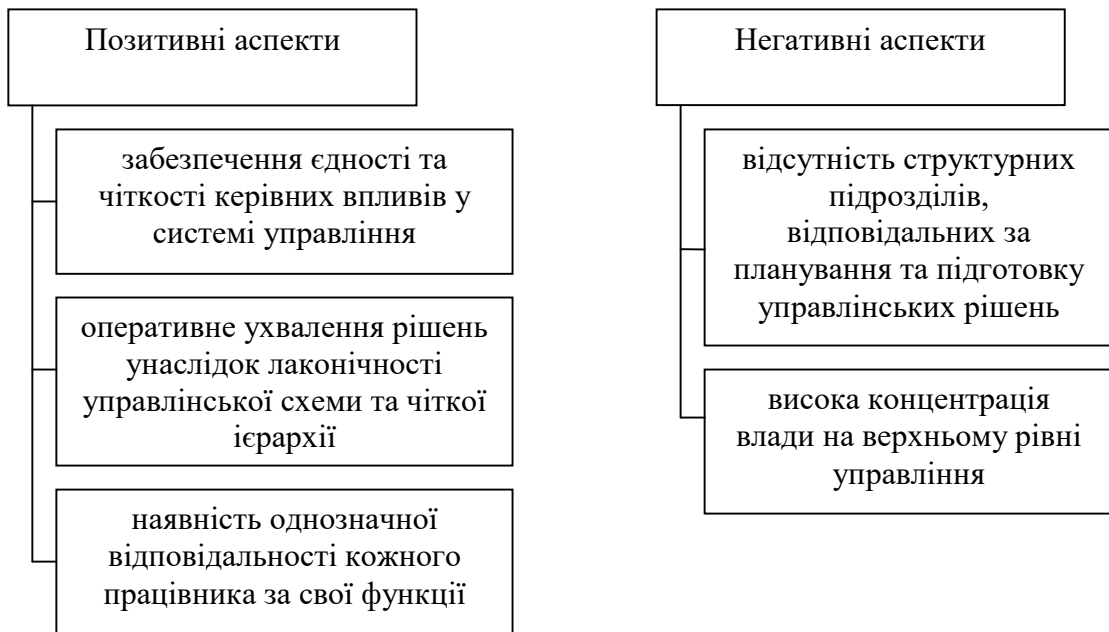 Позитивні аспекти
забезпечення єдності та
чіткості керівних впливів у
системі управління
оперативне ухвалення рішень
унаслідок лаконічності
управлінської схеми та чіткої
ієрархії
наявність однозначної
відповідальності кожного
працівника за свої функції
Негативні аспекти
відсутність структурних
підрозділів,
відповідальних за
планування та підготовку
управлінських рішень
висока концентрація
влади на верхньому рівні
управління